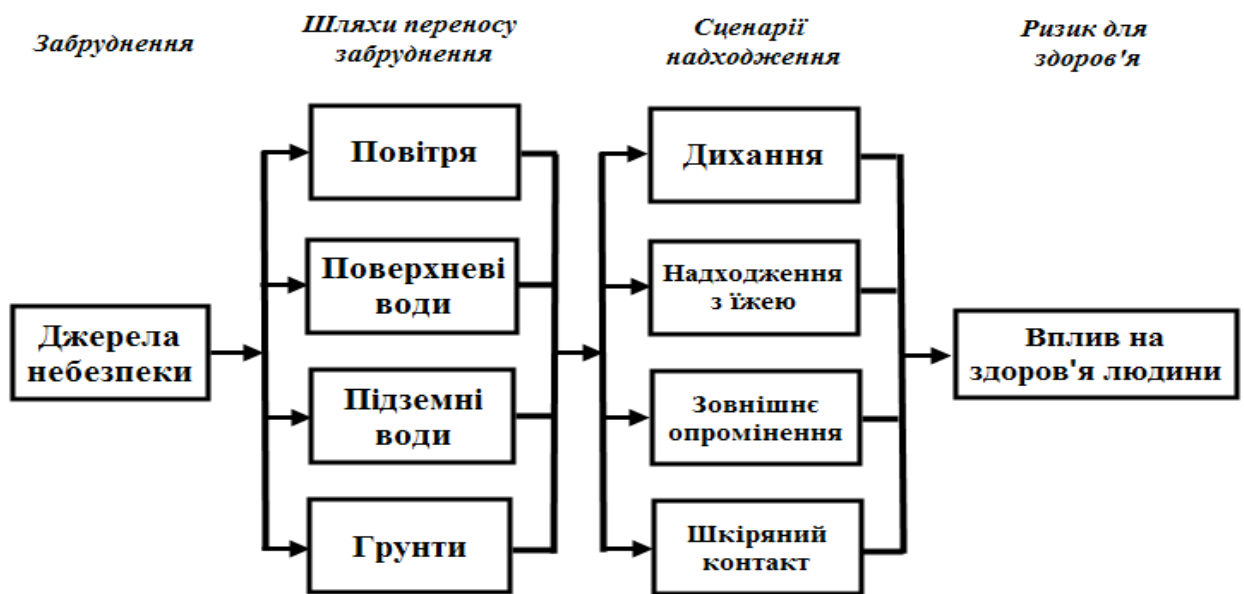 Забруднення
Шляхи переносу
забруднення
Сценарії
надходження
Ризик для
здоров'я
Джерела
небезпеки
Повітря
Поверхневі
води
Підземні
води
Грунти
Дихання
Надходження
з їжею
Зовнішнє
опромінення
Шкіряний
контакт
Вплив на
здоров'я людини